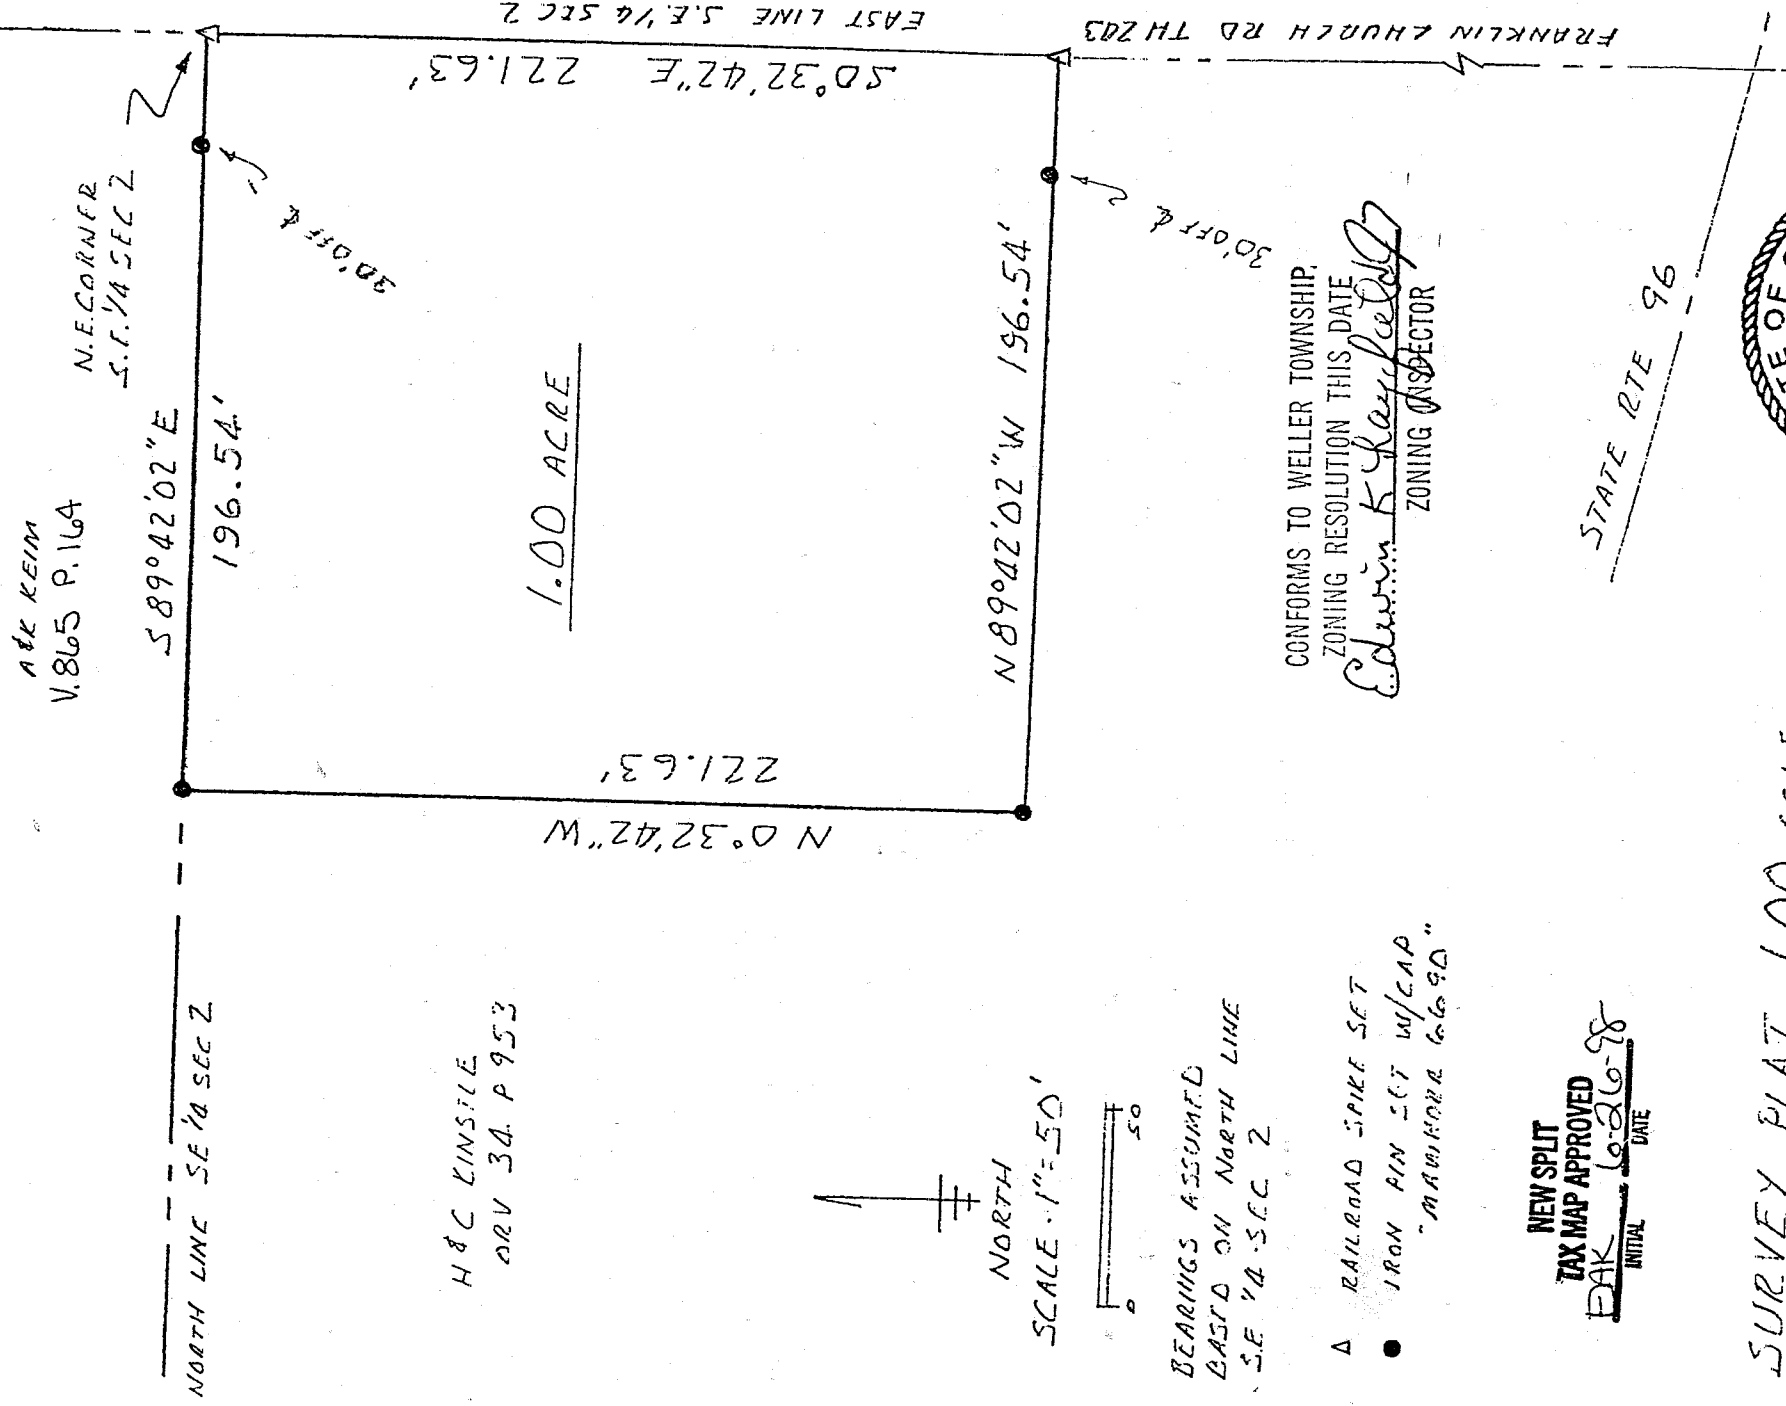 A & K KEIM
V.865 P.164
N.E. CORNER
S.E. 1/4 SEC 2
S 89°42'02" E
196.54'
30' OFF ℄
EAST LINE S.E. 1/4 SEC 2
S 0° 32' 42" E 221.63'
FRANKLIN CHURCH RD TH 203
1.00 ACRE
N 89°42'02" W 196.54'
30' OFF ℄
221.63'
N 0° 32' 42" W
NORTH LINE SE 1/4 SEC 2
H & C KINSTLE
ORV 34 P 953
NORTH
SCALE · 1" = 50'
0 50
BEARINGS ASSUMED
BASED ON NORTH LINE
S.E 1/4 SEC 2
△ RAILROAD SPIKE SET
● IRON PIN SET W/CAP
6690"
CONFORMS TO WELLER TOWNSHIP,
ZONING RESOLUTION THIS DATE
Edwin K
ZONING INSPECTOR
STATE RTE 96
NEW SPLIT
TAX MAP APPROVED
EAK 6-26-98
INITIAL DATE
SURVEY PLAT 1.00